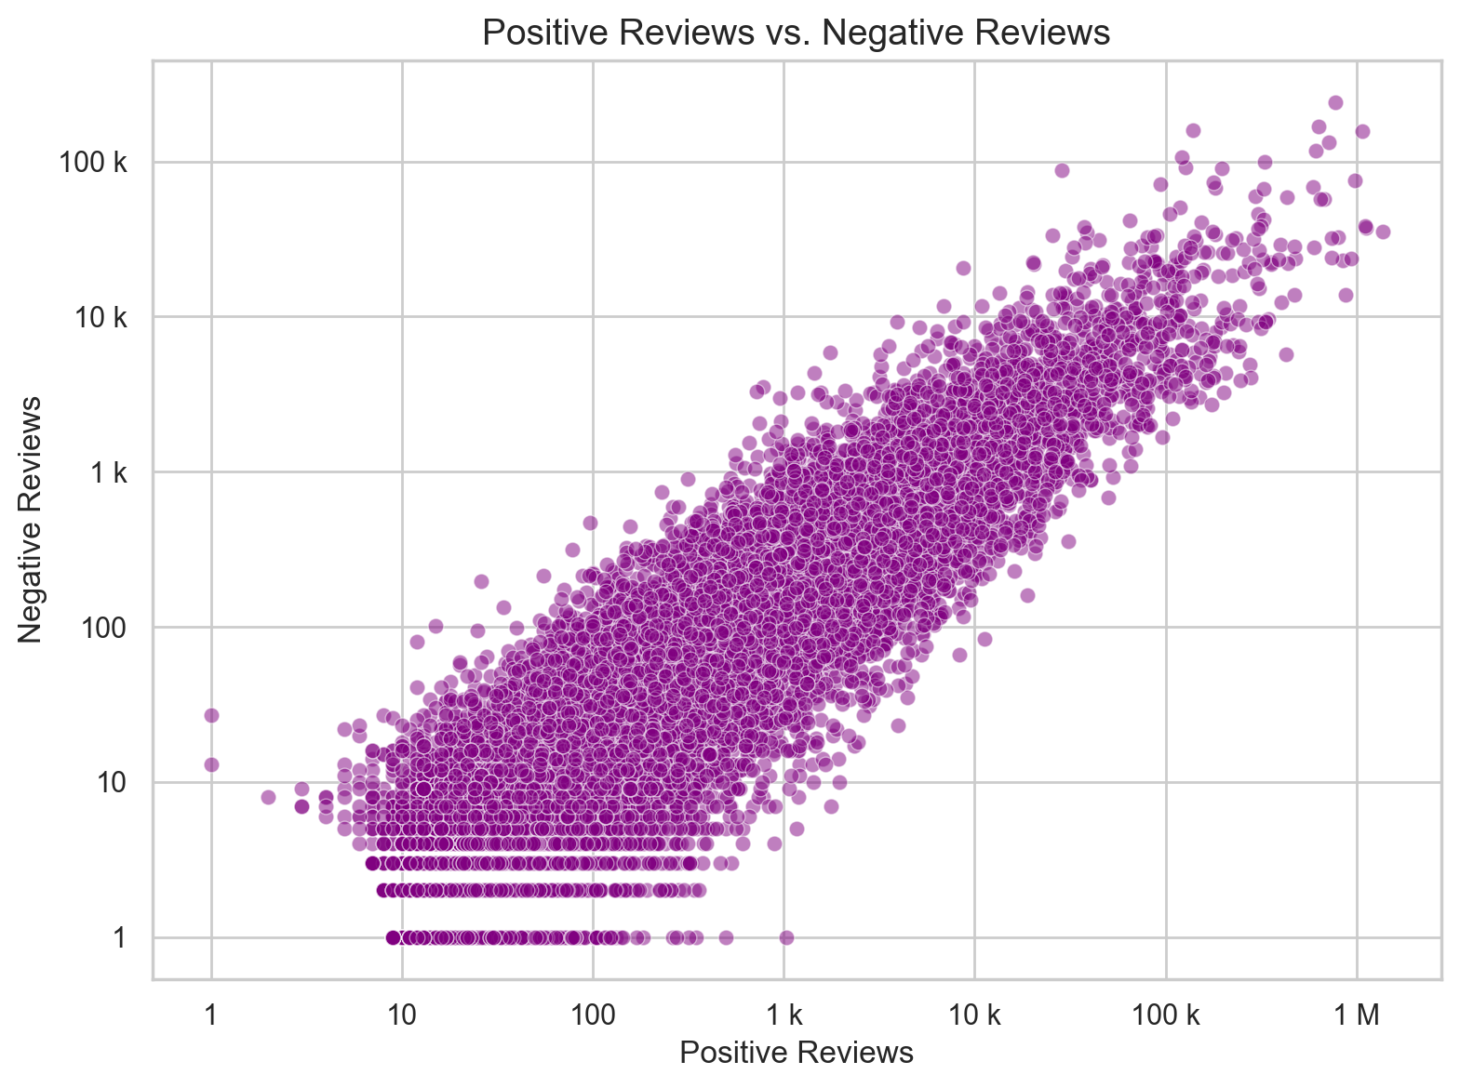 Positive Reviews vs. Negative Reviews
100 k
10 k
1 k
100
10
1
Negative Reviews
1
10
100
1 k
10 k
100 k
1 M
Positive Reviews